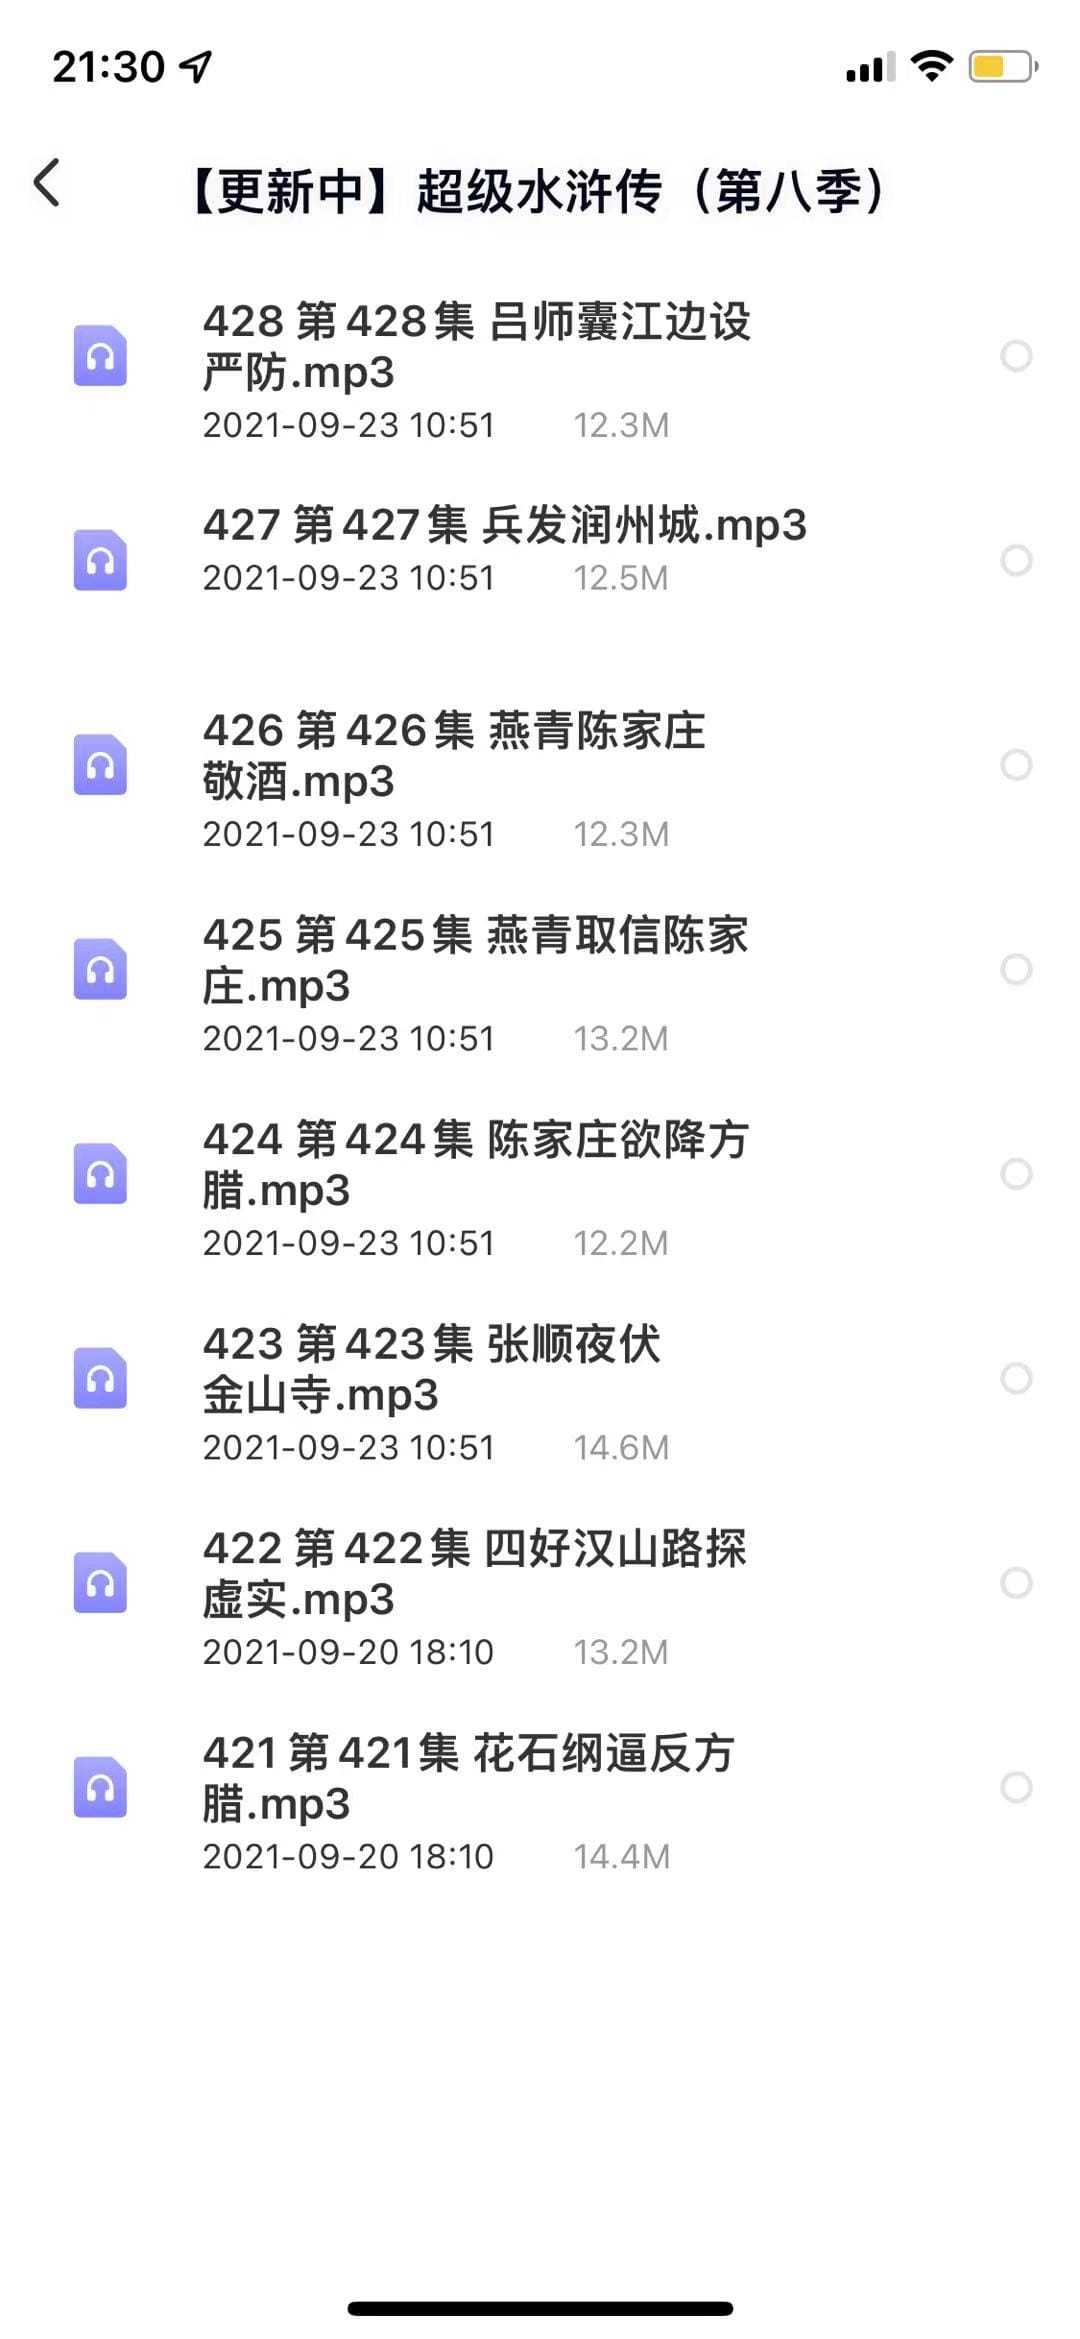 21:30
【更新中】超级水浒传（第八季）
428 第428集 吕师囊江边设
严防.mp3
2021-09-23 10:51 12.3M
427 第427集 兵发润州城.mp3
2021-09-23 10:51 12.5M
426 第426集 燕青陈家庄
敬酒.mp3
2021-09-23 10:51 12.3M
425 第425集 燕青取信陈家
庄.mp3
2021-09-23 10:51 13.2M
424 第424集 陈家庄欲降方
腊.mp3
2021-09-23 10:51 12.2M
423 第423集 张顺夜伏
金山寺.mp3
2021-09-23 10:51 14.6M
422 第422集 四好汉山路探
虚实.mp3
2021-09-20 18:10 13.2M
421 第421集 花石纲逼反方
腊.mp3
2021-09-20 18:10 14.4M